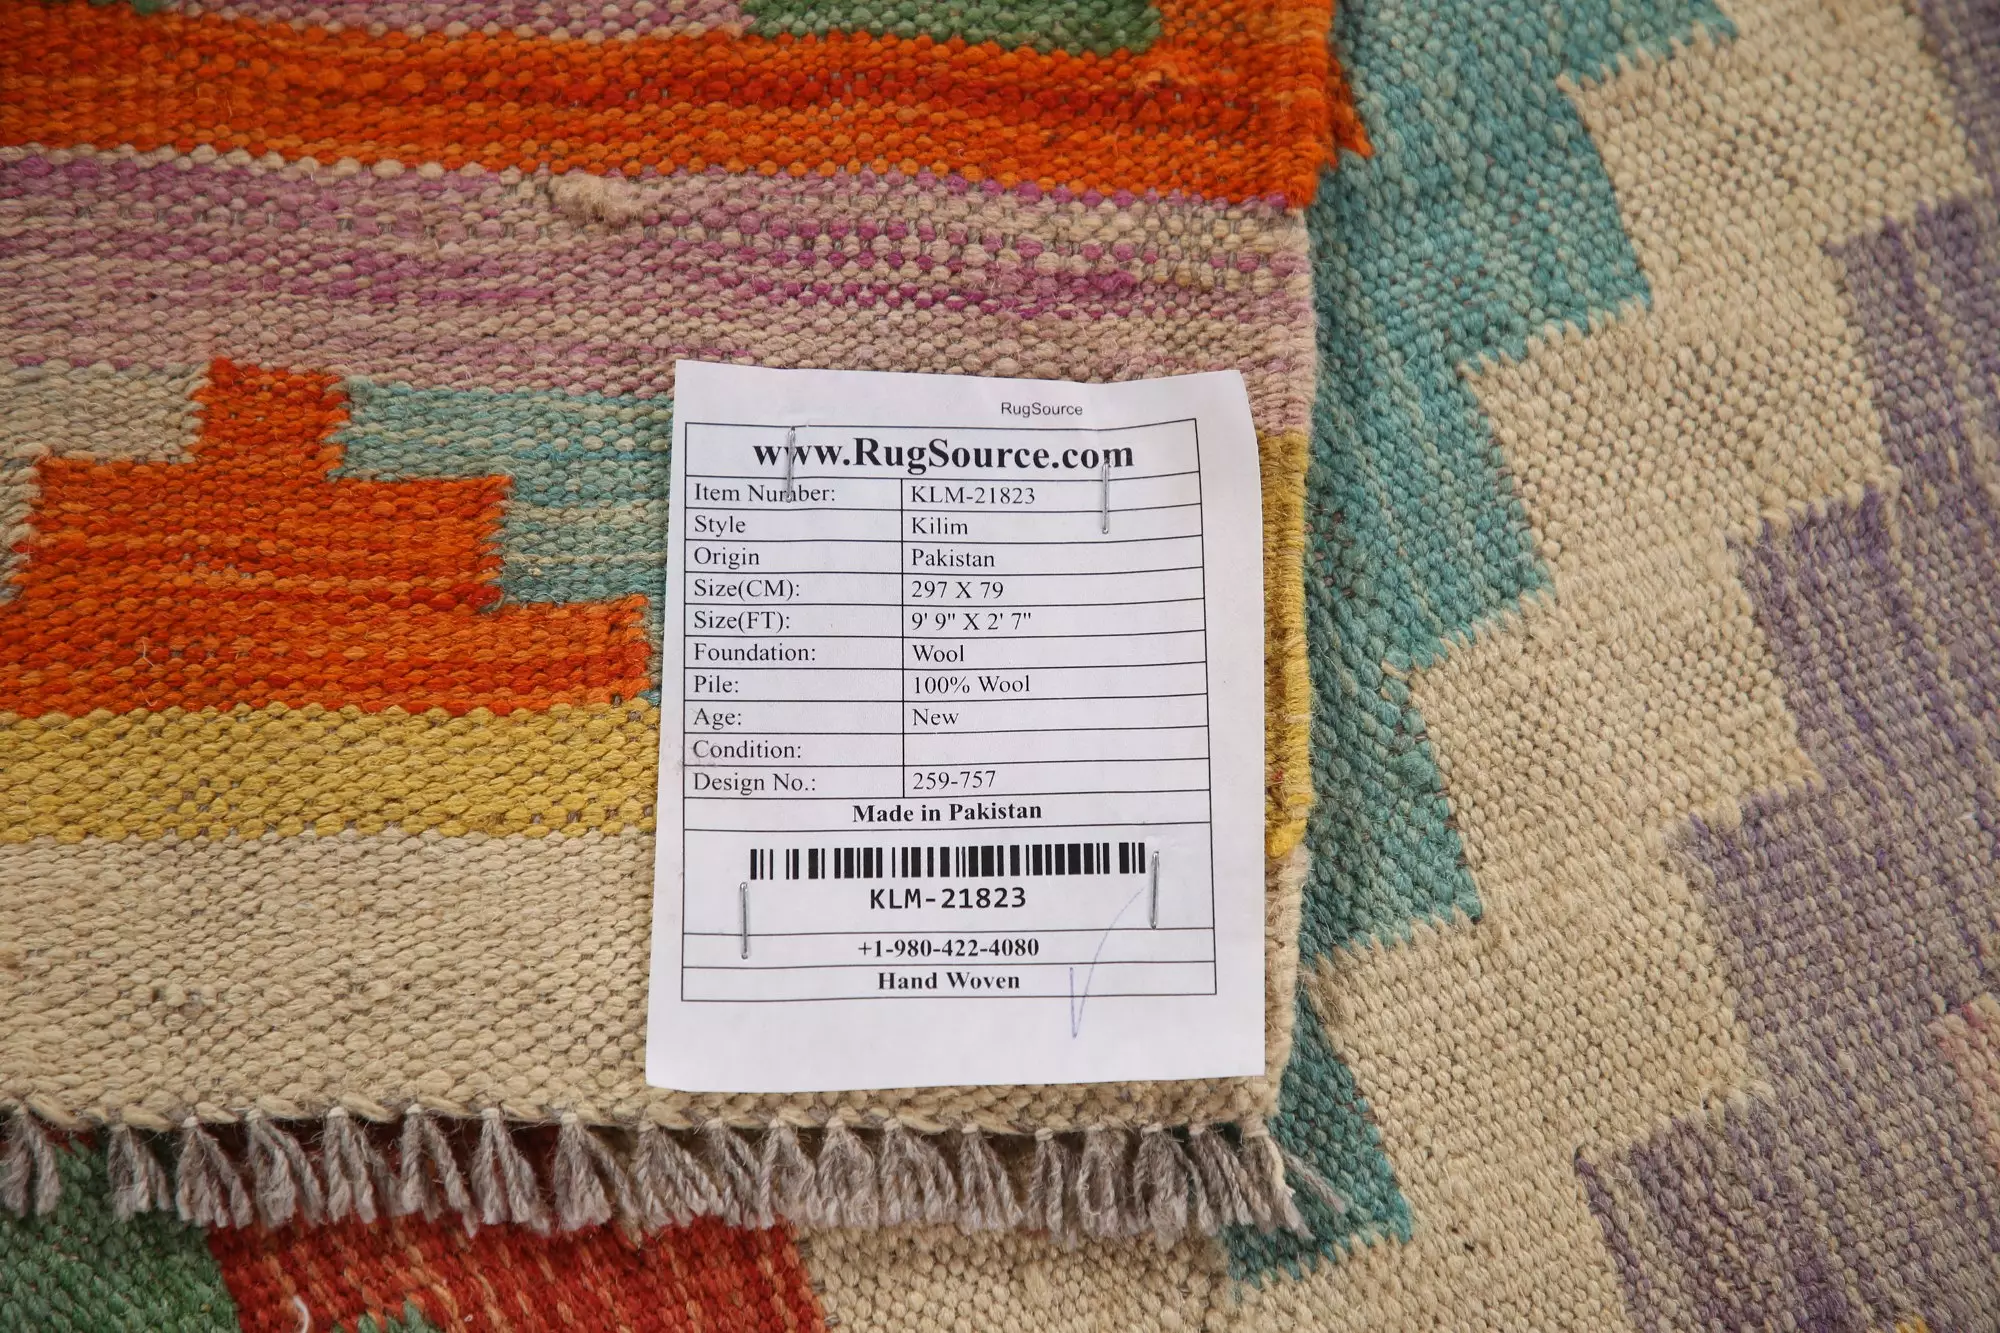 RugSource
www.RugSource.com
Item Number: KLM-21823
Style Kilim
Origin Pakistan
Size(CM): 297 X 79
Size(FT): 9' 9" X 2' 7"
Foundation: Wool
Pile: 100% Wool
Age: New
Condition:
Design No.: 259-757
Made in Pakistan
KLM-21823
+1-980-422-4080
Hand Woven